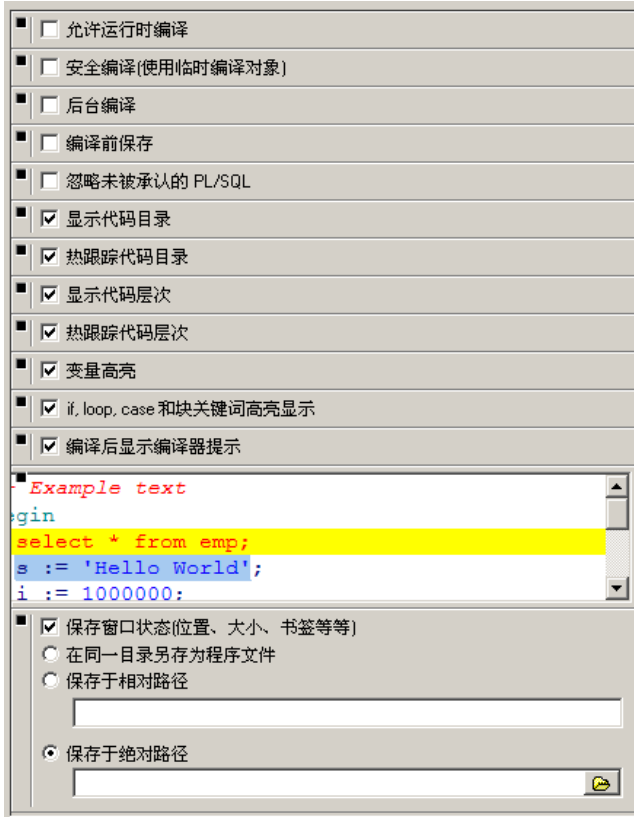 允许运行时编译
安全编译(使用临时编译对象)
后台编译
编译前保存
忽略未被承认的 PL/SQL
显示代码目录
热跟踪代码目录
显示代码层次
热跟踪代码层次
变量高亮
if, loop, case 和块关键词高亮显示
编译后显示编译器提示
- Example text
egin
select * from emp;
s := 'Hello World';
i := 1000000;
保存窗口状态(位置、大小、书签等等)
在同一目录另存为程序文件
保存于相对路径
保存于绝对路径